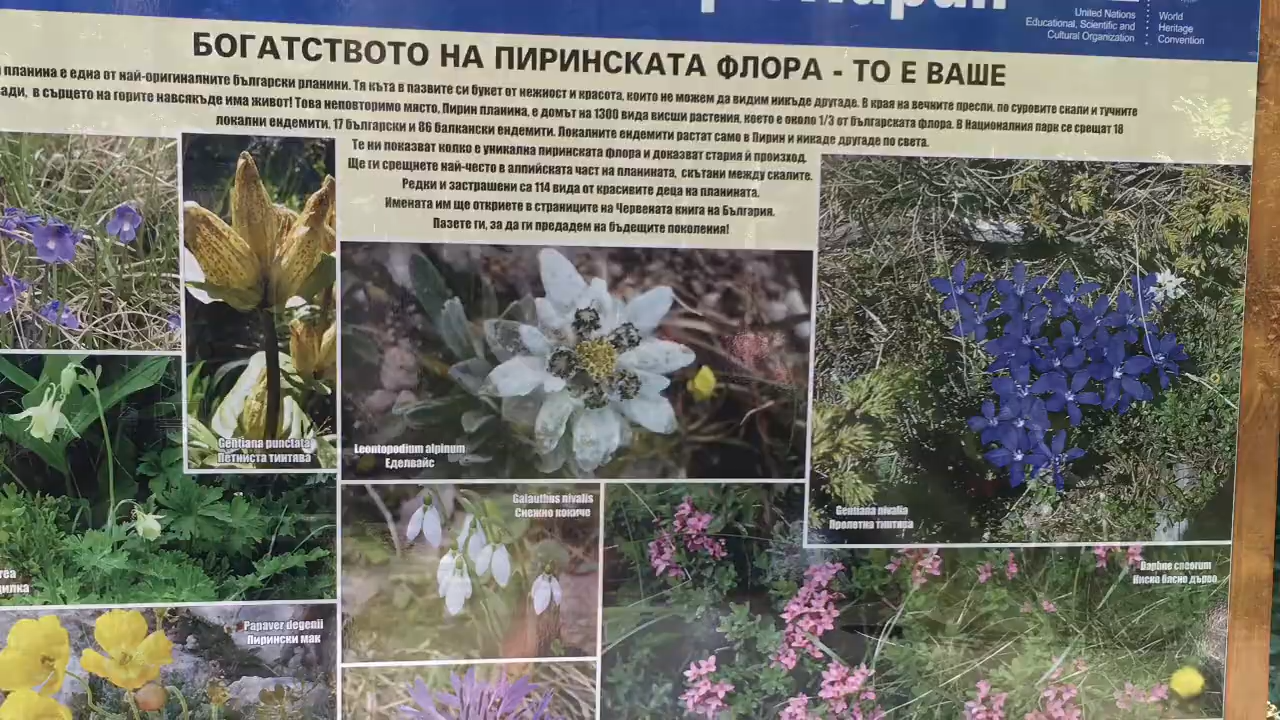 United Nations
Educational, Scientific and
Cultural Organization
World
Heritage
Convention
БОГАТСТВОТО НА ПИРИНСКАТА ФЛОРА - ТО Е ВАШЕ
планина е една от най-оригиналните български планини. Тя къта в пазвите си букет от нежност и красота, които не можем да видим никъде другаде. В края на вечните преспи, по суровите скали и тучните
ади, в сърцето на горите навсякъде има живот! Това неповторимо място, Пирин планина, е домът на 1300 вида висши растения, което е около 1/3 от българската флора. В Националния парк се срещат 18
локални ендемити, 17 български и 86 балкански ендемити. Локалните ендемити растат само в Пирин и никаде другаде по света.
Те ни показват колко е уникална пиринската флора и доказват стария ѝ произход.
Ще ги срещнете най-често в алпийската част на планината, скътани между скалите.
Редки и застрашени са 114 вида от красивите деца на планината.
Имената им ще откриете в страниците на Червената книга на България.
Пазете ги, за да ги предадем на бъдещите поколения!
Gentiana punctata
Петниста тинтява
Leontopodium alpinum
Еделвайс
Gentiana nivalis
Пролетна тинтява
Galanthus nivalis
Снежно кокиче
Daphne cneorum
Ниско бясно дърво
rea
дилка
Papaver degenii
Пирински мак